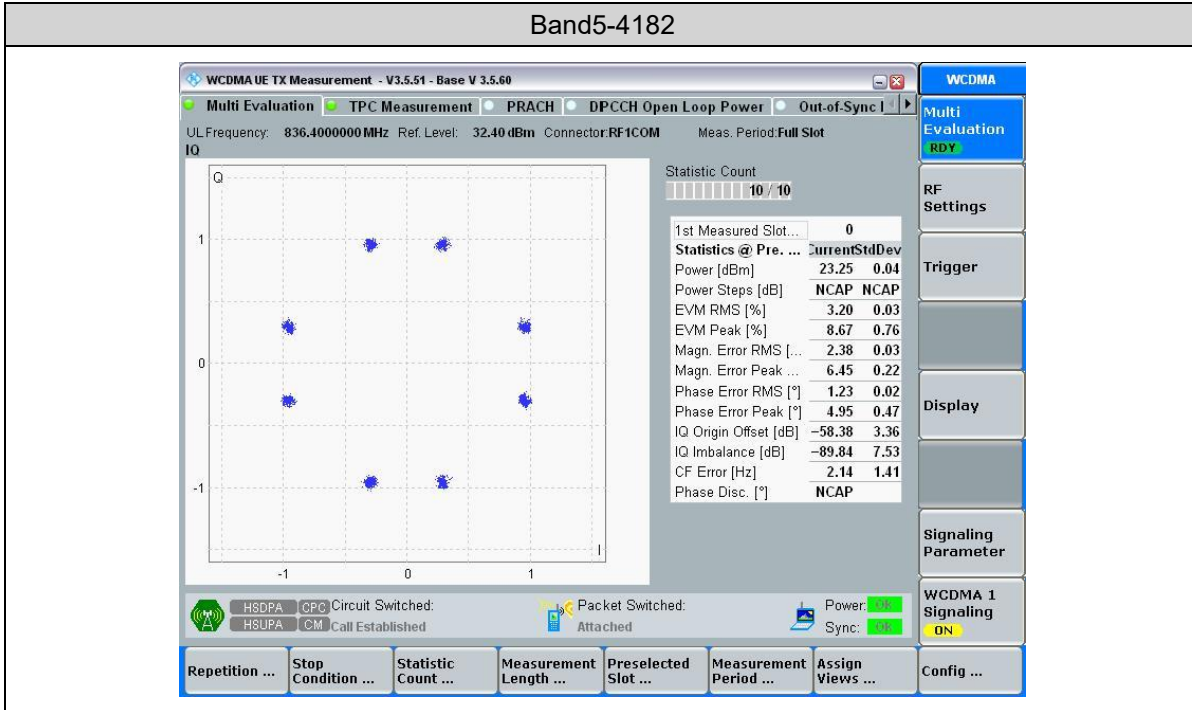 Band5-4182
WCDMA UE TX Measurement - V3.5.51 - Base V 3.5.60
WCDMA
Multi Evaluation TPC Measurement PRACH DPCCH Open Loop Power Out-of-Sync
UL Frequency: 836.4000000 MHz Ref. Level: 32.40 dBm Connector:RF1COM Meas. Period:Full Slot
IQ
Q
1
0
-1
-1 0 1
I
Statistic Count
10 / 10
1st Measured Slot... 0
Statistics @ Pre. ... Current StdDev
Power [dBm] 23.25 0.04
Power Steps [dB] NCAP NCAP
EVM RMS [%] 3.20 0.03
EVM Peak [%] 8.67 0.76
Magn. Error RMS [... 2.38 0.03
Magn. Error Peak ... 6.45 0.22
Phase Error RMS [°] 1.23 0.02
Phase Error Peak [°] 4.95 0.47
IQ Origin Offset [dB] -58.38 3.36
IQ Imbalance [dB] -89.84 7.53
CF Error [Hz] 2.14 1.41
Phase Disc. [°] NCAP
Multi
Evaluation
RDY
RF
Settings
Trigger
Display
Signaling
Parameter
WCDMA 1
Signaling
ON
HSDPA CPC Circuit Switched: Packet Switched: Power: Ok
HSUPA CM Call Established Attached Sync: Ok
Repetition ...
Stop
Condition ...
Statistic
Count ...
Measurement
Length ...
Preselected
Slot ...
Measurement
Period ...
Assign
Views ...
Config ...